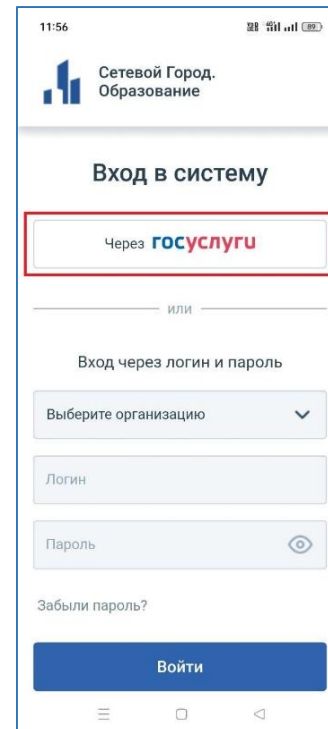 11:56
89
Сетевой Город.
Образование
Вход в систему
Через госуслуги
или
Вход через логин и пароль
Выберите организацию
Логин
Пароль
Забыли пароль?
Войти